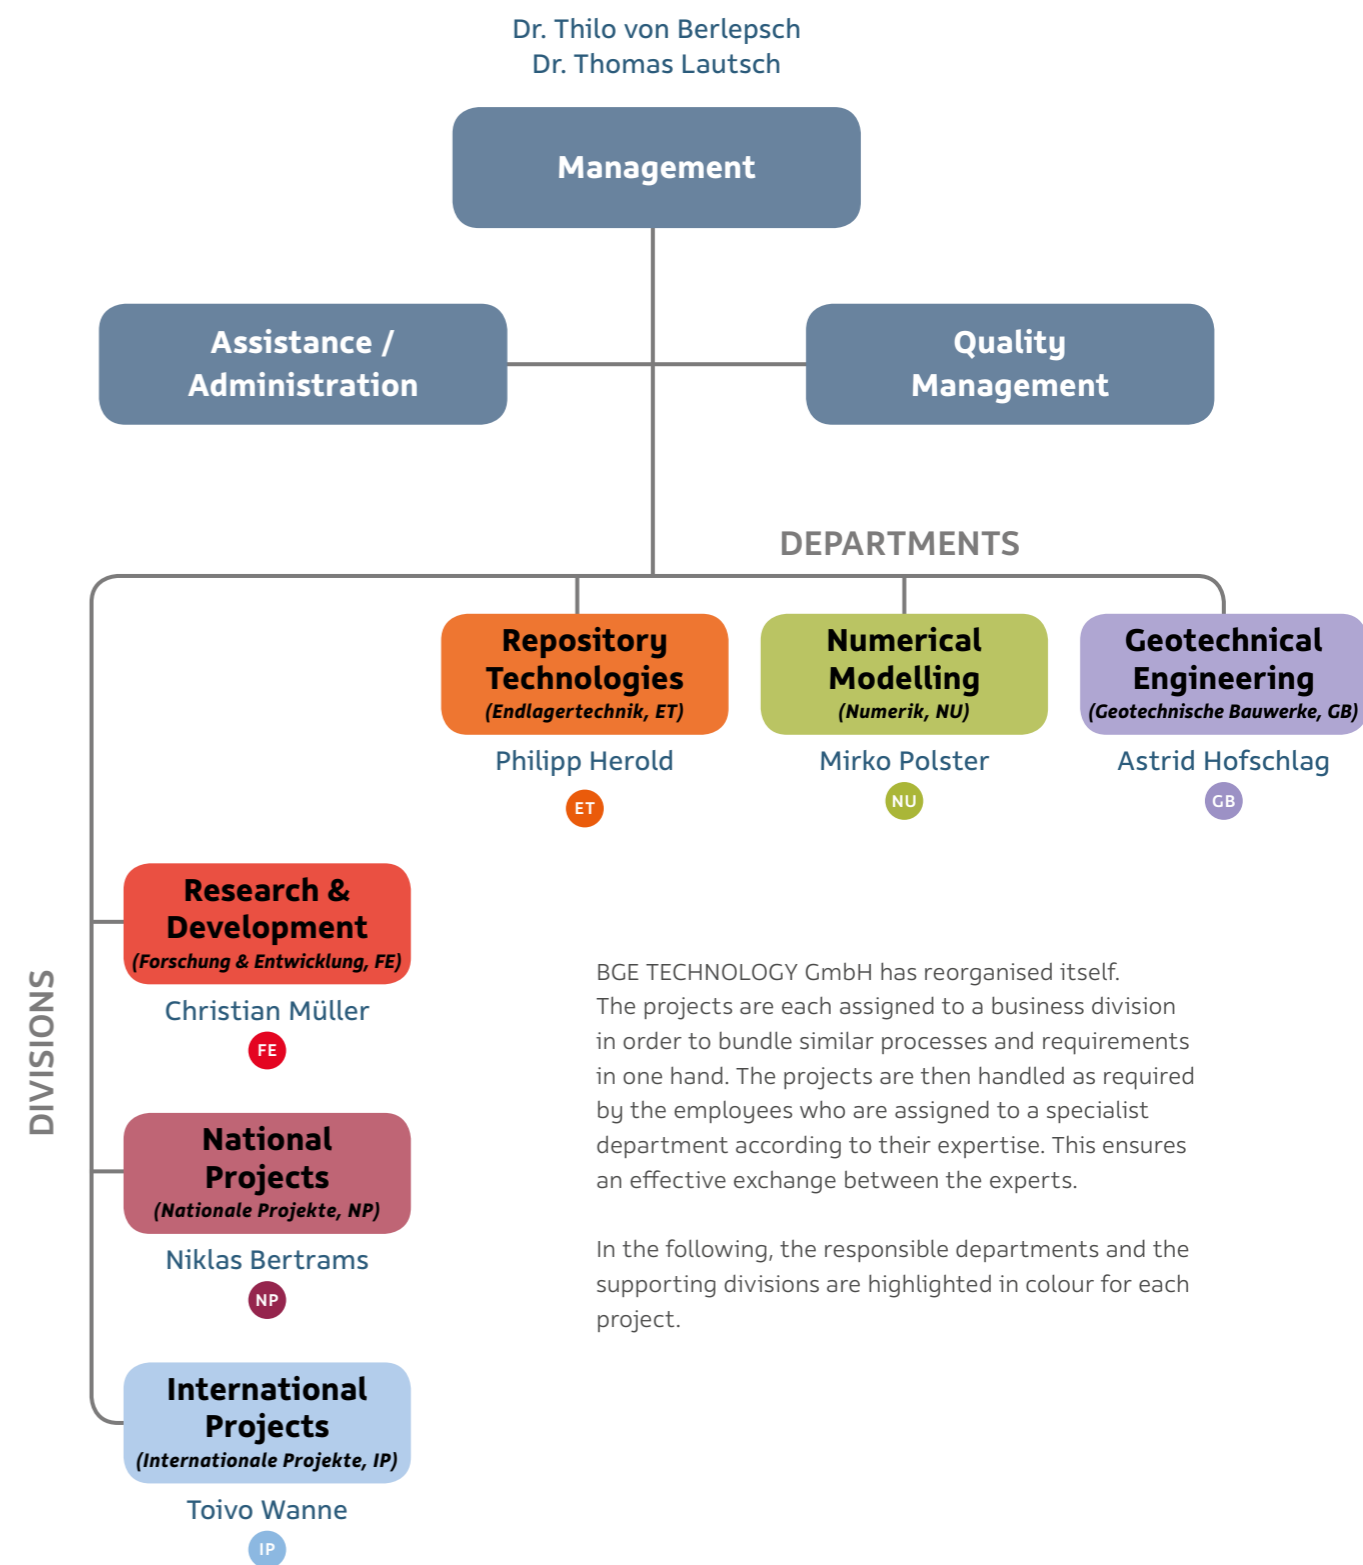 Dr. Thilo von Berlepsch
Dr. Thomas Lautsch
Management
Assistance /
Administration
Quality
Management
DEPARTMENTS
Repository
Technologies
(Endlagertechnik, ET)
Philipp Herold
ET
Numerical
Modelling
(Numerik, NU)
Mirko Polster
NU
Geotechnical
Engineering
(Geotechnische Bauwerke, GB)
Astrid Hofschlag
GB
DIVISIONS
Research &
Development
(Forschung & Entwicklung, FE)
Christian Müller
FE
National
Projects
(Nationale Projekte, NP)
Niklas Bertrams
NP
International
Projects
(Internationale Projekte, IP)
Toivo Wanne
IP
BGE TECHNOLOGY GmbH has reorganised itself.
The projects are each assigned to a business division
in order to bundle similar processes and requirements
in one hand. The projects are then handled as required
by the employees who are assigned to a specialist
department according to their expertise. This ensures
an effective exchange between the experts.
In the following, the responsible departments and the
supporting divisions are highlighted in colour for each
project.